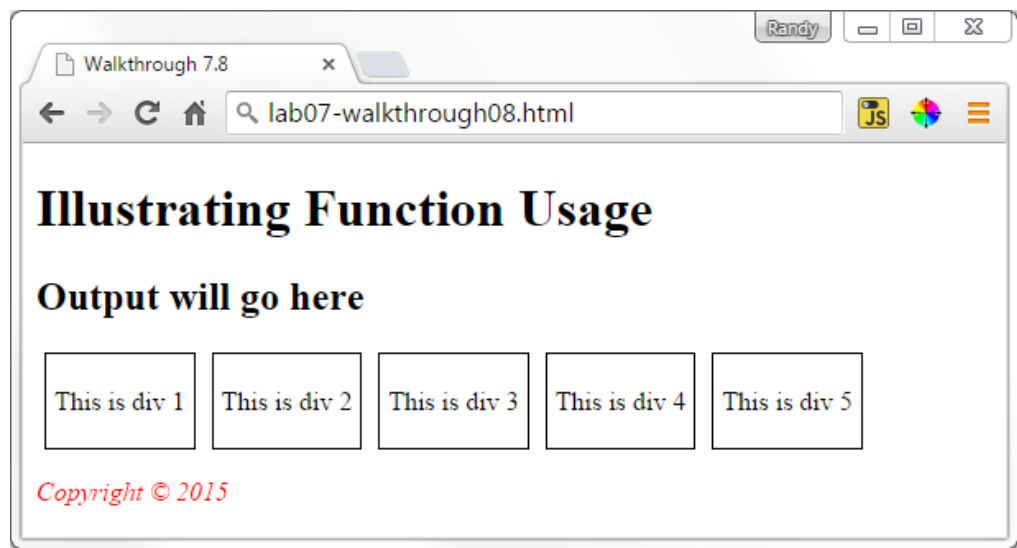 Randy
Walkthrough 7.8
lab07-walkthrough08.html
JS
Illustrating Function Usage
Output will go here
This is div 1
This is div 2
This is div 3
This is div 4
This is div 5
Copyright © 2015